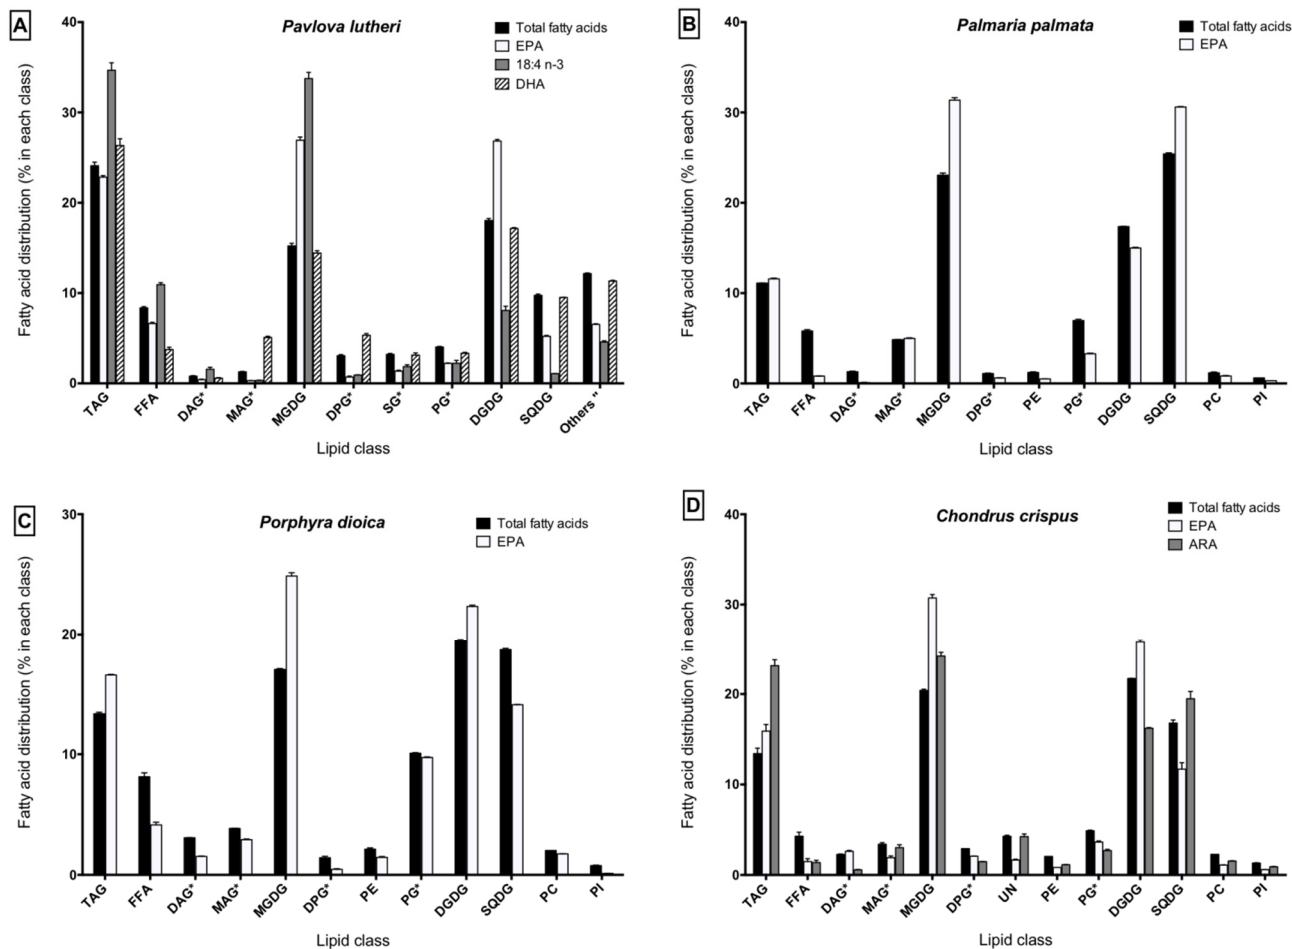 A
Pavlova lutheri
Total fatty acids
EPA
18:4 n-3
DHA
Fatty acid distribution (% in each class)
40
30
20
10
0
TAG
FFA
DAG*
MAG*
MGDG
DPG*
SG*
PG*
DGDG
SQDG
Others "
Lipid class
B
Palmaria palmata
Total fatty acids
EPA
Fatty acid distribution (% in each class)
40
30
20
10
0
TAG
FFA
DAG*
MAG*
MGDG
DPG*
PE
PG*
DGDG
SQDG
PC
PI
Lipid class
C
Porphyra dioica
Total fatty acids
EPA
Fatty acid distribution (% in each class)
30
20
10
0
TAG
FFA
DAG*
MAG*
MGDG
DPG*
PE
PG*
DGDG
SQDG
PC
PI
Lipid class
D
Chondrus crispus
Total fatty acids
EPA
ARA
Fatty acid distribution (% in each class)
40
30
20
10
0
TAG
FFA
DAG*
MAG*
MGDG
DPG*
UN
PE
PG*
DGDG
SQDG
PC
PI
Lipid class